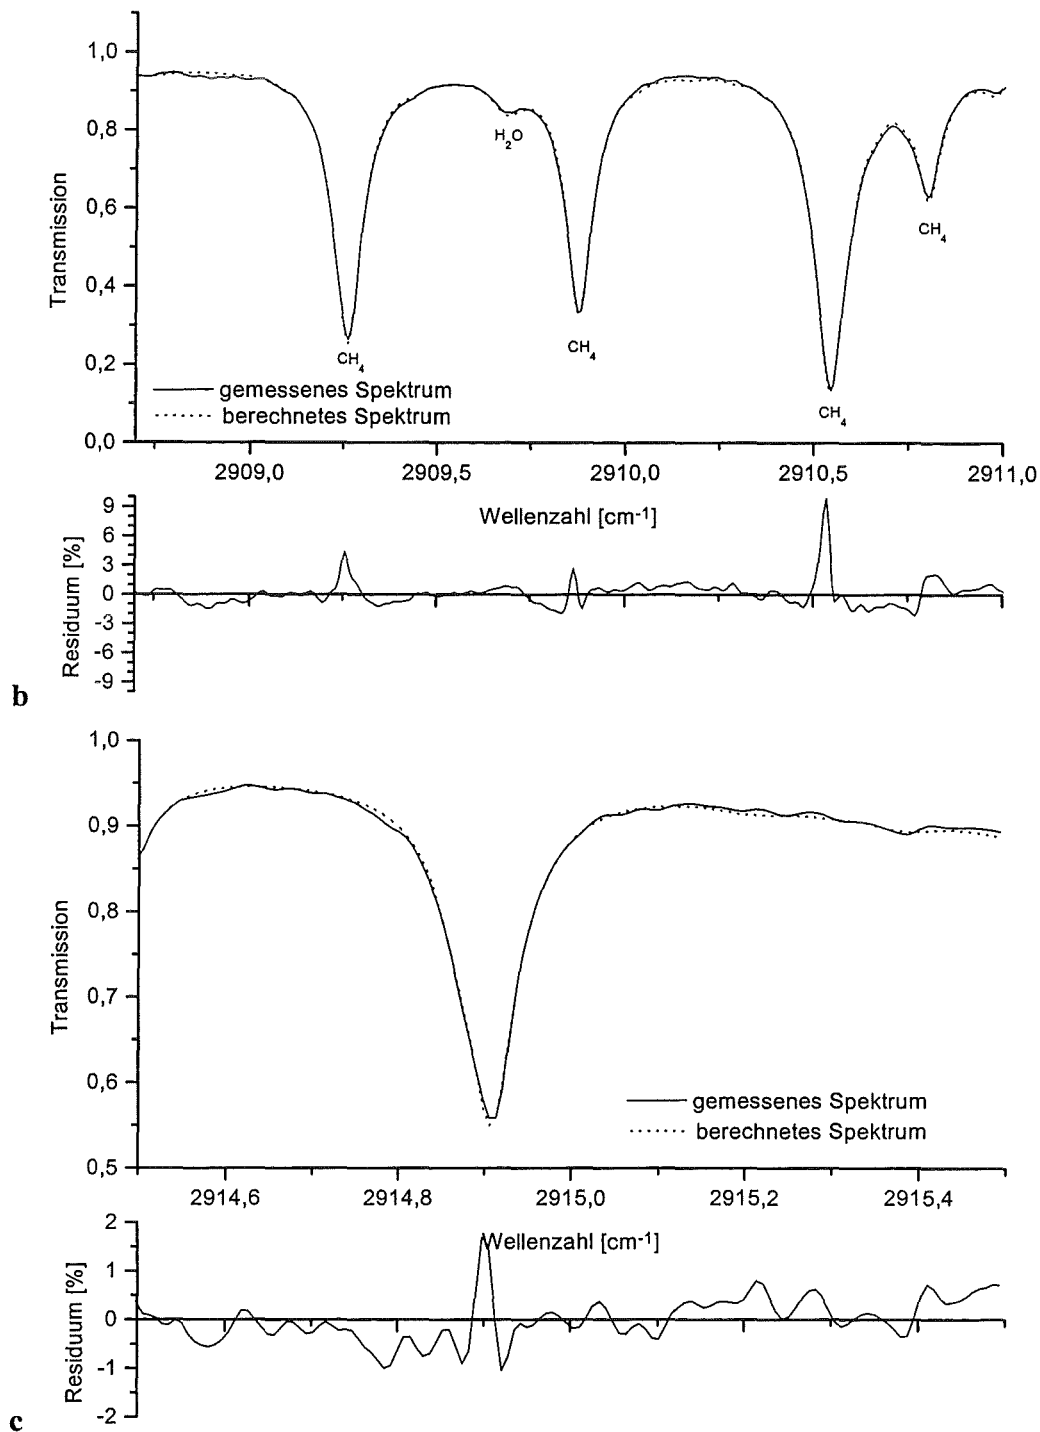 1,0
0,8
0,6
0,4
0,2
0,0
Transmission
H2O
CH4
CH4
CH4
CH4
gemessenes Spektrum
berechnetes Spektrum
2909,0 2909,5 2910,0 2910,5 2911,0
Wellenzahl [cm-1]
9
6
3
0
-3
-6
-9
Residuum [%]
b
1,0
0,9
0,8
0,7
0,6
0,5
Transmission
gemessenes Spektrum
berechnetes Spektrum
2914,6 2914,8 2915,0 2915,2 2915,4
Wellenzahl [cm-1]
2
1
0
-1
-2
Residuum [%]
c